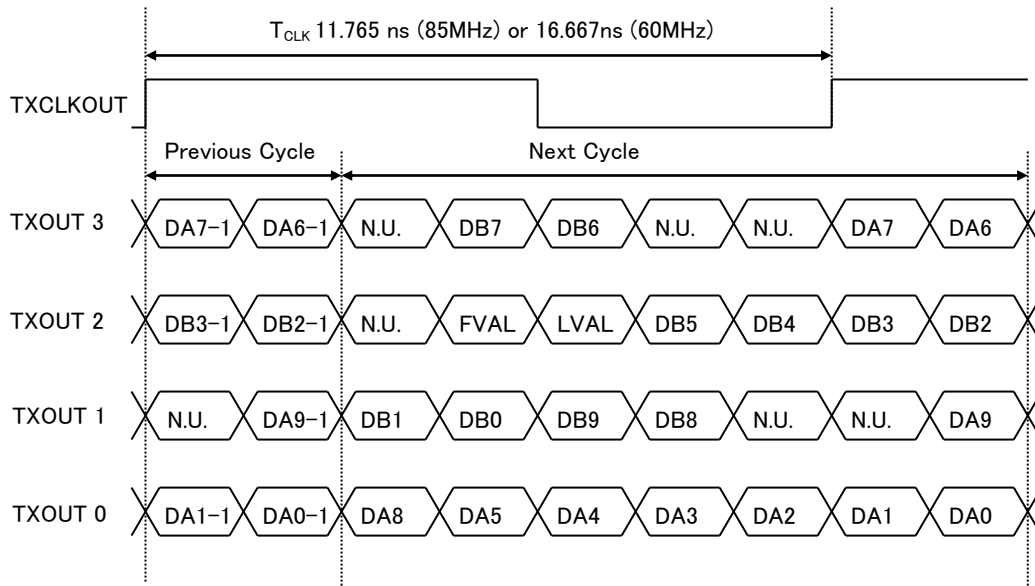 T_CLK 11.765 ns (85MHz) or 16.667ns (60MHz)
TXCLKOUT
Previous Cycle Next Cycle
TXOUT 3 DA7-1 DA6-1 N.U. DB7 DB6 N.U. N.U. DA7 DA6
TXOUT 2 DB3-1 DB2-1 N.U. FVAL LVAL DB5 DB4 DB3 DB2
TXOUT 1 N.U. DA9-1 DB1 DB0 DB9 DB8 N.U. N.U. DA9
TXOUT 0 DA1-1 DA0-1 DA8 DA5 DA4 DA3 DA2 DA1 DA0